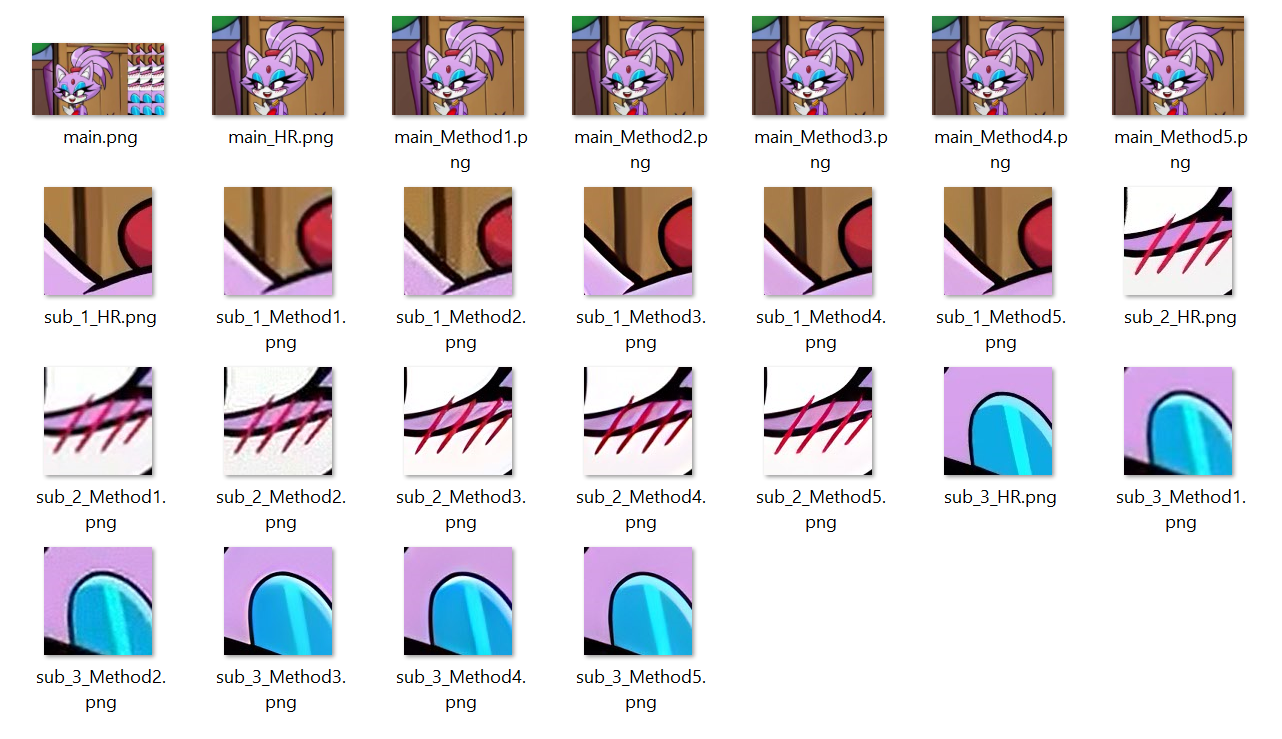 main.png
main_HR.png
main_Method1.p
ng
main_Method2.p
ng
main_Method3.p
ng
main_Method4.p
ng
main_Method5.p
ng
sub_1_HR.png
sub_1_Method1.
png
sub_1_Method2.
png
sub_1_Method3.
png
sub_1_Method4.
png
sub_1_Method5.
png
sub_2_HR.png
sub_2_Method1.
png
sub_2_Method2.
png
sub_2_Method3.
png
sub_2_Method4.
png
sub_2_Method5.
png
sub_3_HR.png
sub_3_Method1.
png
sub_3_Method2.
png
sub_3_Method3.
png
sub_3_Method4.
png
sub_3_Method5.
png